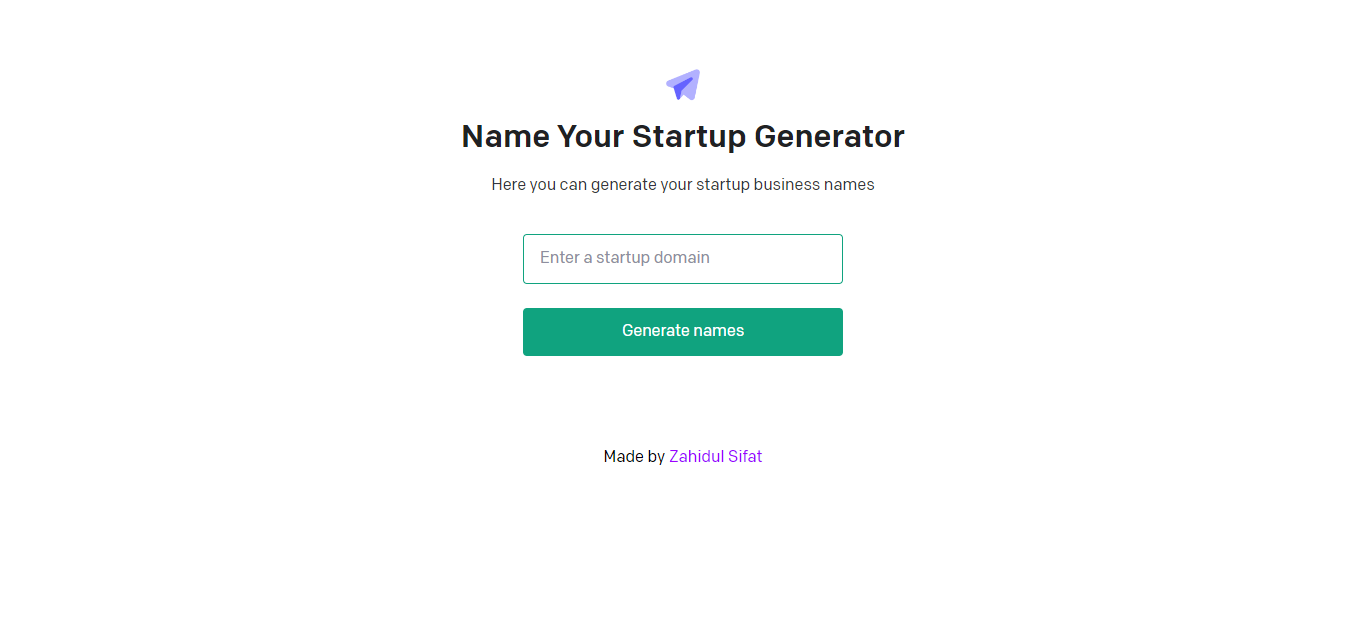 Name Your Startup Generator
Here you can generate your startup business names
Enter a startup domain
Generate names
Made by Zahidul Sifat